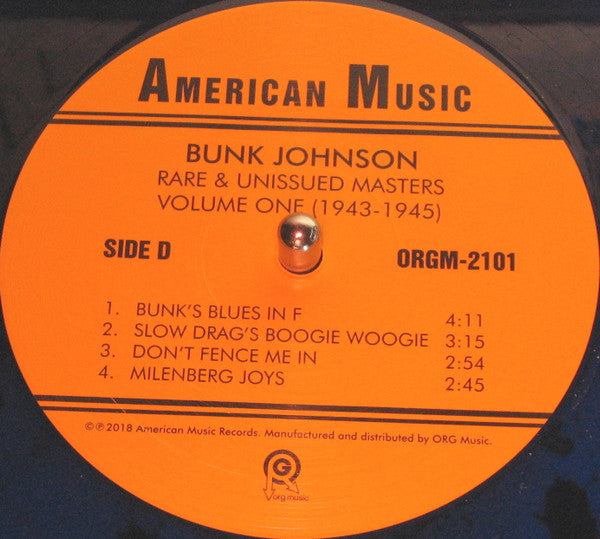 AMERICAN MUSIC
BUNK JOHNSON
RARE & UNISSUED MASTERS
VOLUME ONE (1943-1945)
SIDE D
ORGM-2101
1. BUNK'S BLUES IN F 4:11
2. SLOW DRAG'S BOOGIE WOOGIE 3:15
3. DON'T FENCE ME IN 2:54
4. MILENBERG JOYS 2:45
©℗ 2018 American Music Records. Manufactured and distributed by ORG Music.
org music